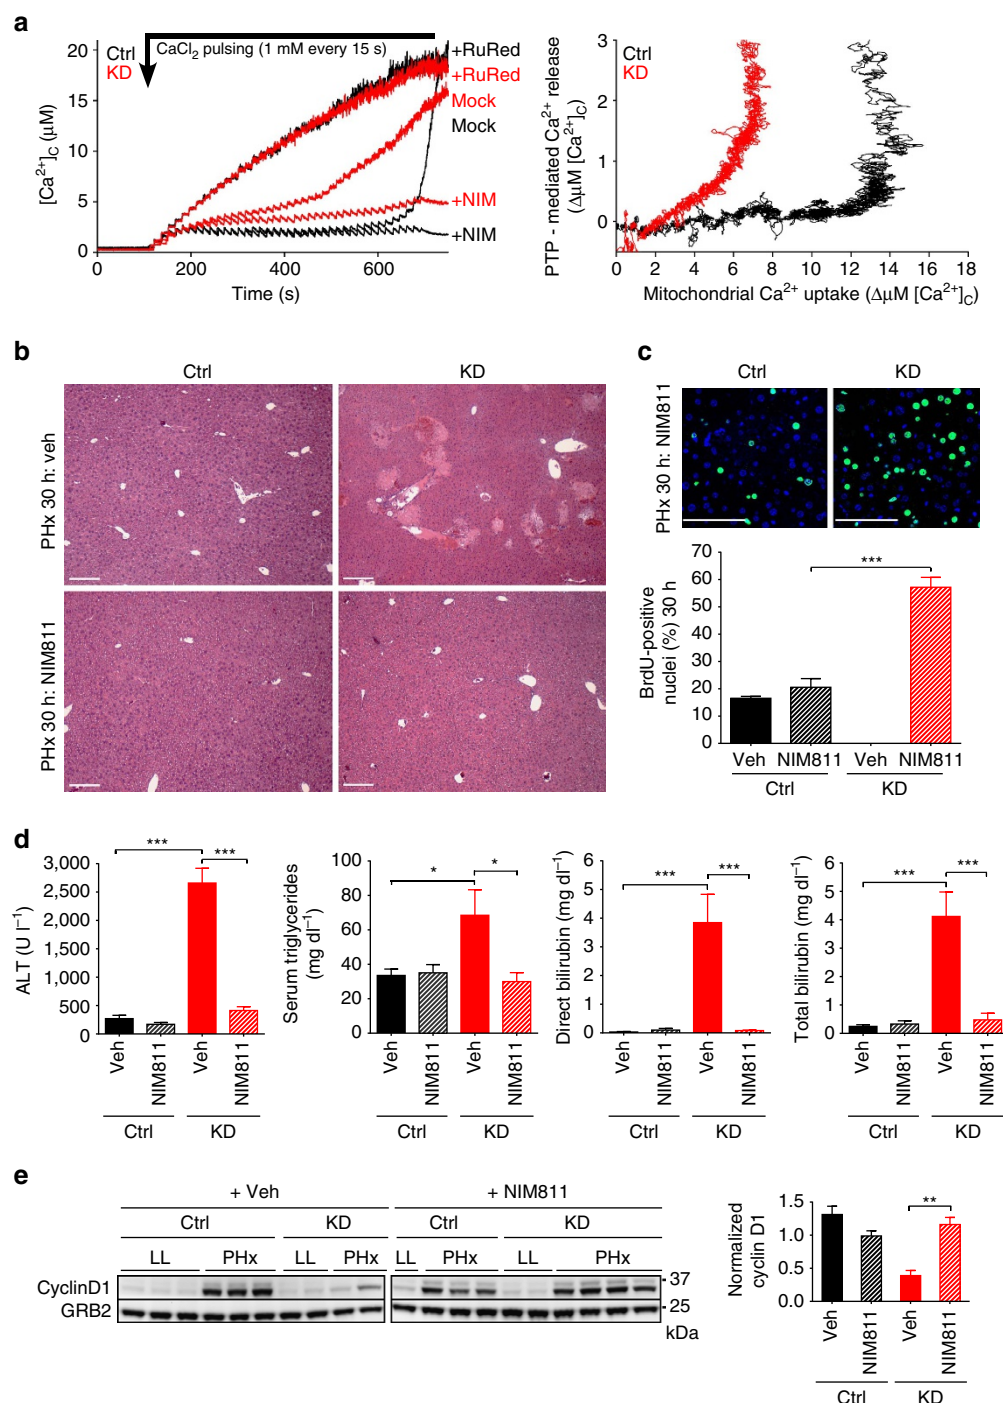 a
Ctrl
KD
CaCl2 pulsing (1 mM every 15 s)
[Ca2+]C (μM)
20
15
10
5
0
+RuRed
+RuRed
Mock
Mock
+NIM
+NIM
0 200 400 600
Time (s)
Ctrl
KD
PTP - mediated Ca2+ release
(ΔμM [Ca2+]C)
3
2
1
0
0 2 4 6 8 10 12 14 16 18
Mitochondrial Ca2+ uptake (ΔμM [Ca2+]C)
b
Ctrl KD
PHx 30 h: veh
PHx 30 h: NIM811
c
Ctrl KD
PHx 30 h: NIM811
BrdU-positive
nuclei (%) 30 h
70
60
50
40
30
20
10
0
***
Veh NIM811 Veh NIM811
Ctrl KD
d
ALT (U l−1)
3,000
2,500
2,000
1,500
1,000
500
0
*** ***
Veh NIM811 Veh NIM811
Ctrl KD
Serum triglycerides
(mg dl−1)
100
80
60
40
20
0
* *
Veh NIM811 Veh NIM811
Ctrl KD
Direct bilirubin (mg dl−1)
6
5
4
3
2
1
0
*** ***
Veh NIM811 Veh NIM811
Ctrl KD
Total bilirubin (mg dl−1)
6
5
4
3
2
1
0
*** ***
Veh NIM811 Veh NIM811
Ctrl KD
e
+ Veh + NIM811
Ctrl KD Ctrl KD
LL PHx LL PHx LL PHx LL PHx
CyclinD1
GRB2
37
25
kDa
Normalized
cyclin D1
1.5
1.0
0.5
0.0
**
Veh NIM811 Veh NIM811
Ctrl KD